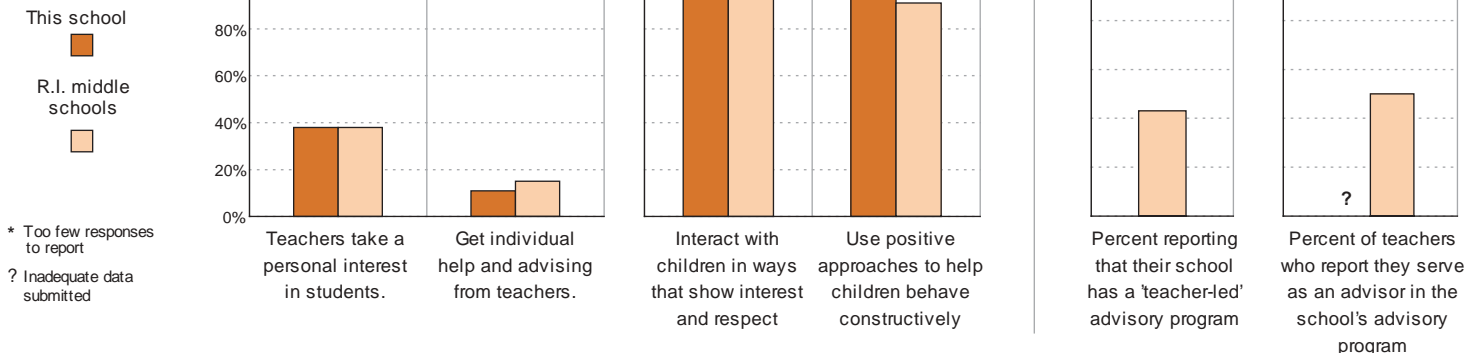 This school
R.I. middle
schools
* Too few responses
to report
? Inadequate data
submitted
80%
60%
40%
20%
0%
Teachers take a
personal interest
in students.
Get individual
help and advising
from teachers.
Interact with
children in ways
that show interest
and respect
Use positive
approaches to help
children behave
constructively
Percent reporting
that their school
has a 'teacher-led'
advisory program
?
Percent of teachers
who report they serve
as an advisor in the
school's advisory
program